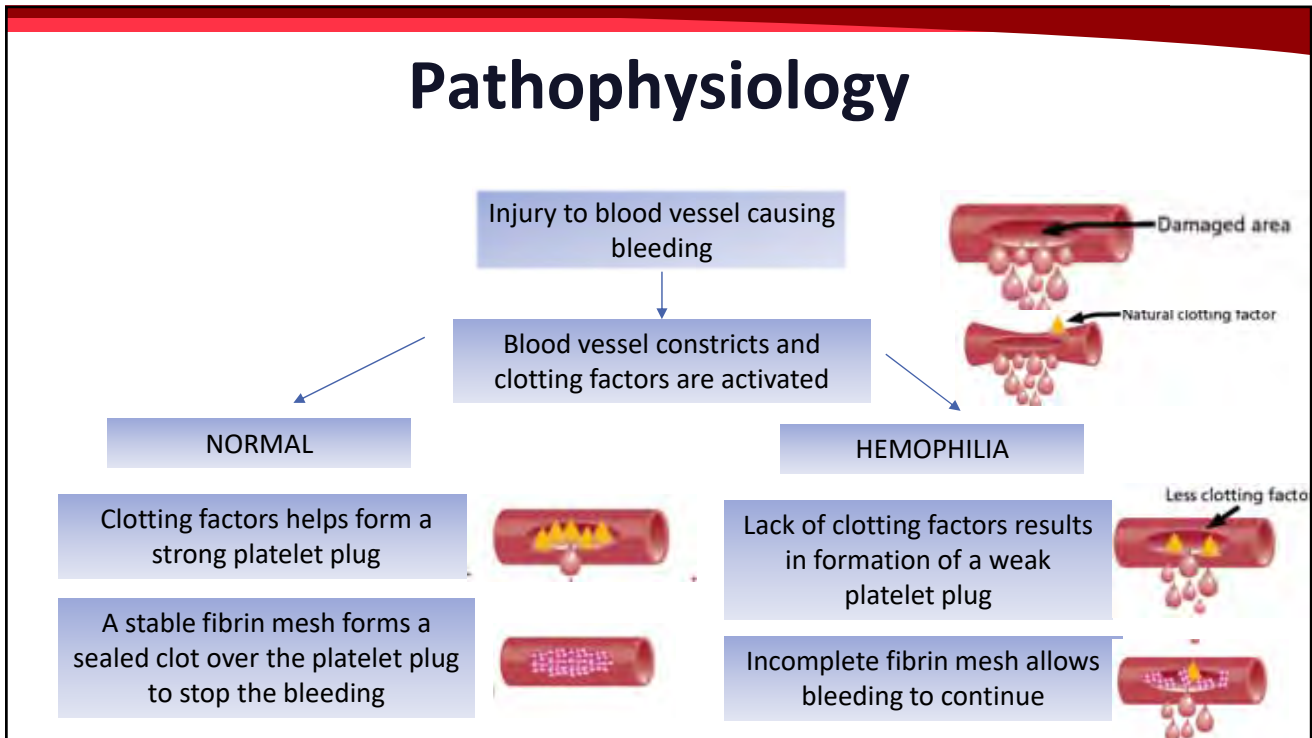 Pathophysiology
Injury to blood vessel causing
bleeding
Damaged area
Natural clotting factor
Blood vessel constricts and
clotting factors are activated
NORMAL
HEMOPHILIA
Clotting factors helps form a
strong platelet plug
Less clotting facto
Lack of clotting factors results
in formation of a weak
platelet plug
A stable fibrin mesh forms a
sealed clot over the platelet plug
to stop the bleeding
Incomplete fibrin mesh allows
bleeding to continue